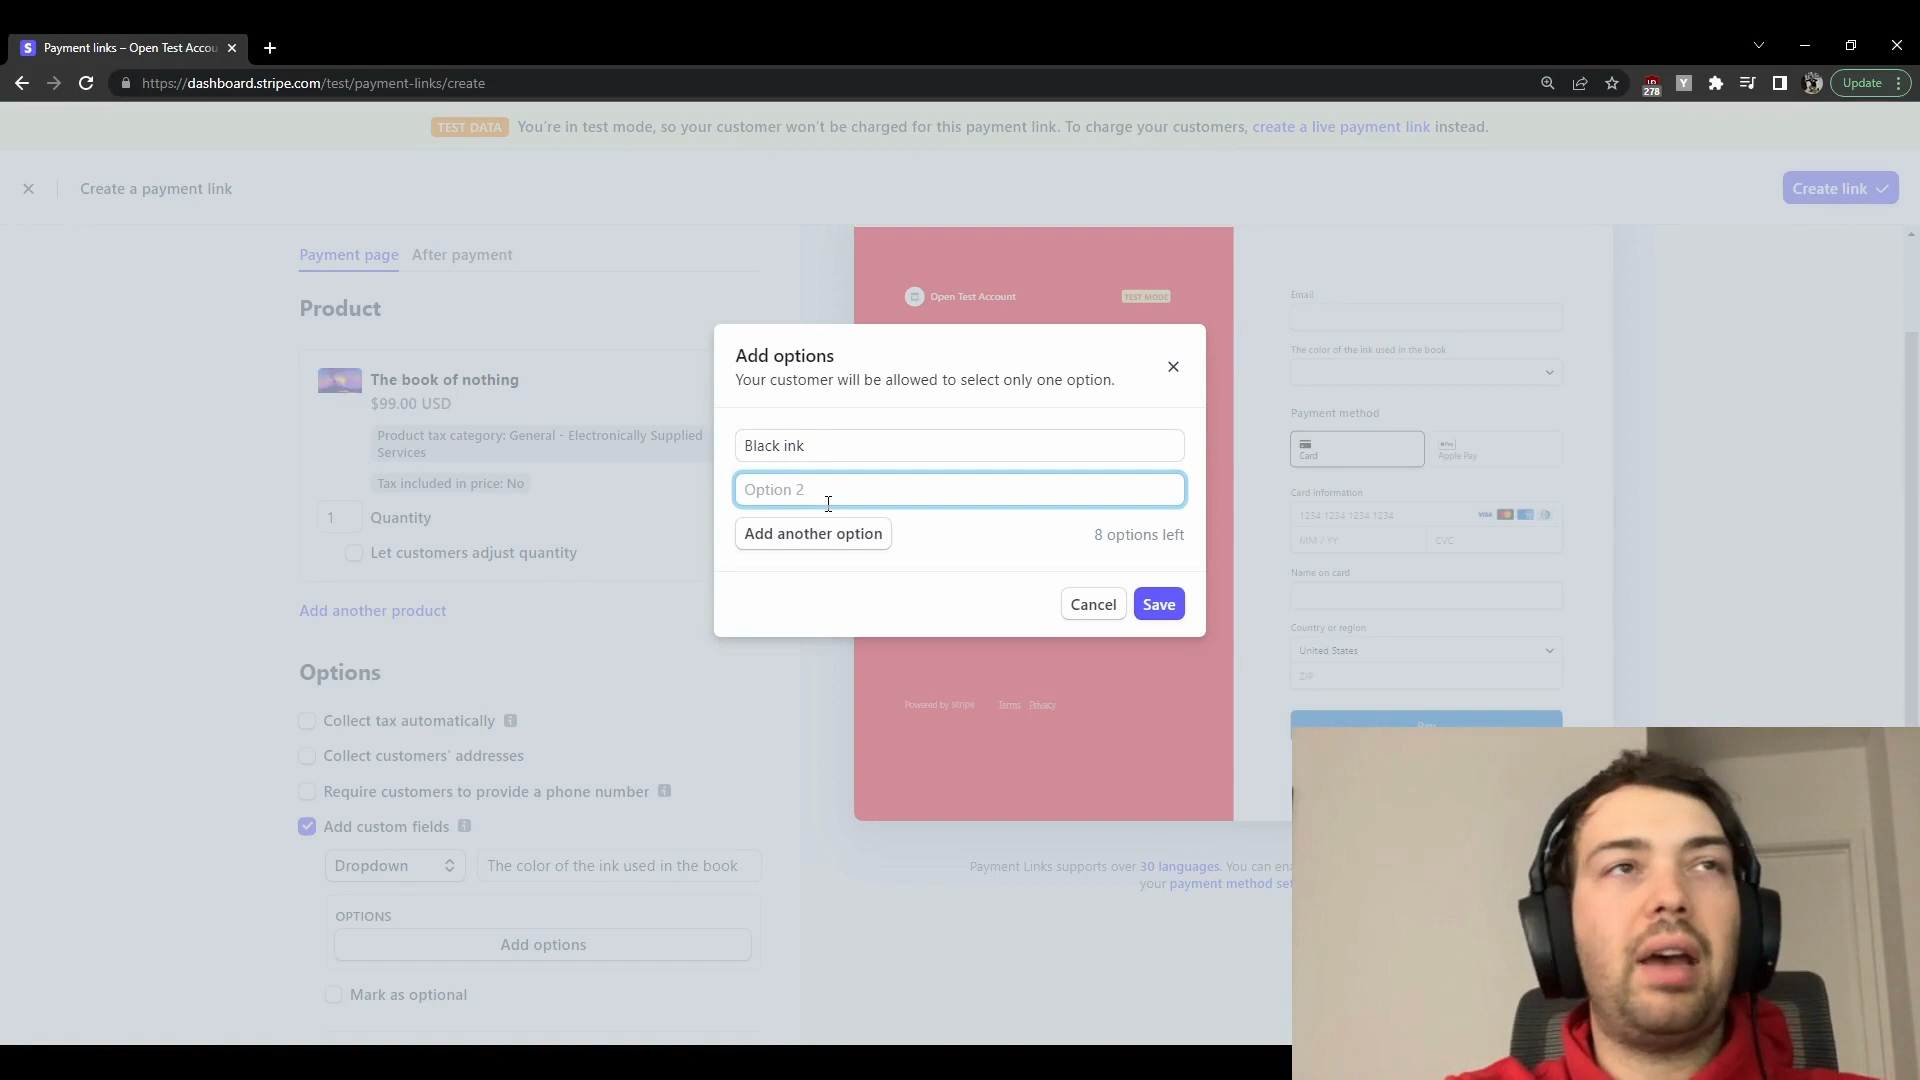 Payment links – Open Test Accou
https://dashboard.stripe.com/test/payment-links/create
278
Y
Update
TEST DATA You're in test mode, so your customer won't be charged for this payment link. To charge your customers, create a live payment link instead.
Create a payment link
Create link
Payment page After payment
Product
The book of nothing
$99.00 USD
Product tax category: General - Electronically Supplied
Services
Tax included in price: No
1 Quantity
Let customers adjust quantity
Add another product
Options
Collect tax automatically
Collect customers' addresses
Require customers to provide a phone number
Add custom fields
Dropdown The color of the ink used in the book
OPTIONS
Add options
Mark as optional
Add options
Your customer will be allowed to select only one option.
Black ink
Option 2
Add another option 8 options left
Cancel Save
Open Test Account TEST MODE
Powered by stripe Terms Privacy
Email
The color of the ink used in the book
Payment method
Card
Apple Pay
Card information
1234 1234 1234 1234 VISA
MM / YY CVC
Name on card
Country or region
United States
ZIP
Pay
Payment Links supports over 30 languages. You can ena
your payment method set